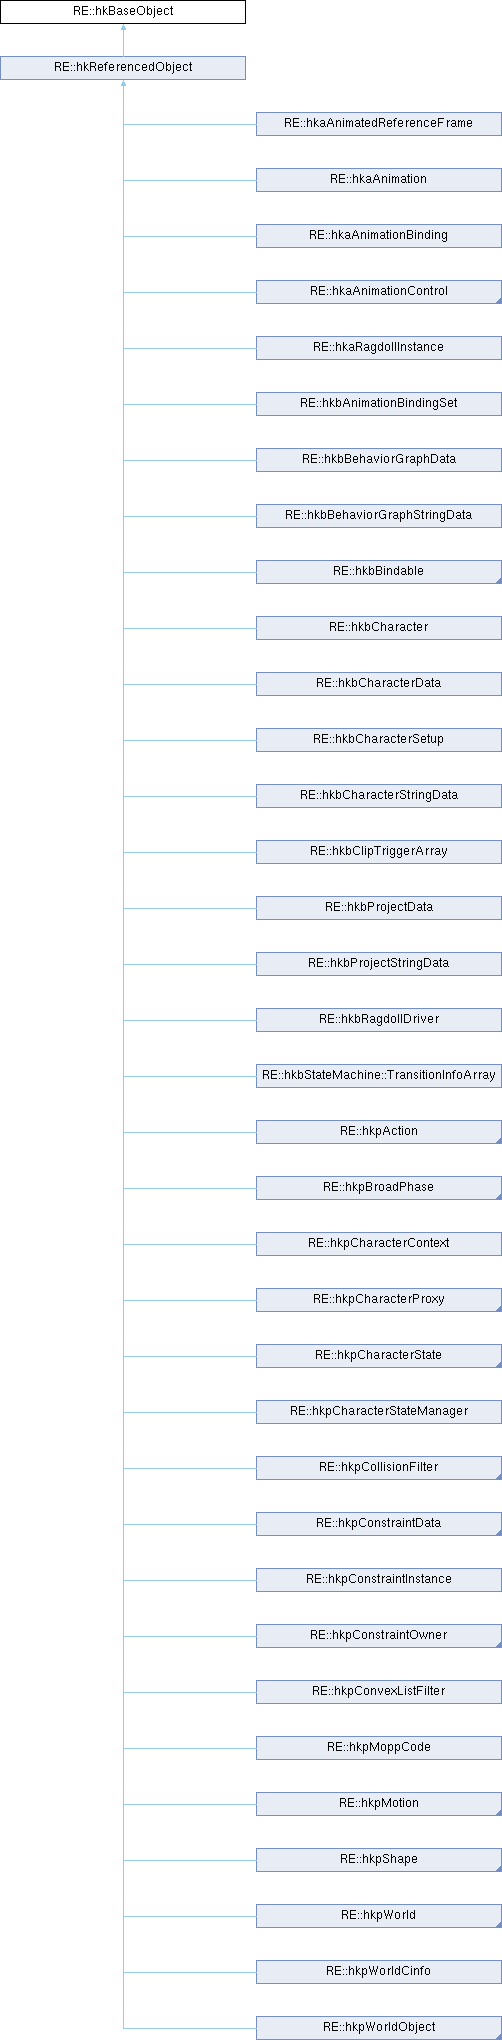 RE::hkBaseObject
RE::hkReferencedObject
RE::hkaAnimatedReferenceFrame
RE::hkaAnimation
RE::hkaAnimationBinding
RE::hkaAnimationControl
RE::hkaRagdollInstance
RE::hkbAnimationBindingSet
RE::hkbBehaviorGraphData
RE::hkbBehaviorGraphStringData
RE::hkbBindable
RE::hkbCharacter
RE::hkbCharacterData
RE::hkbCharacterSetup
RE::hkbCharacterStringData
RE::hkbClipTriggerArray
RE::hkbProjectData
RE::hkbProjectStringData
RE::hkbRagdollDriver
RE::hkbStateMachine::TransitionInfoArray
RE::hkpAction
RE::hkpBroadPhase
RE::hkpCharacterContext
RE::hkpCharacterProxy
RE::hkpCharacterState
RE::hkpCharacterStateManager
RE::hkpCollisionFilter
RE::hkpConstraintData
RE::hkpConstraintInstance
RE::hkpConstraintOwner
RE::hkpConvexListFilter
RE::hkpMoppCode
RE::hkpMotion
RE::hkpShape
RE::hkpWorld
RE::hkpWorldCinfo
RE::hkpWorldObject